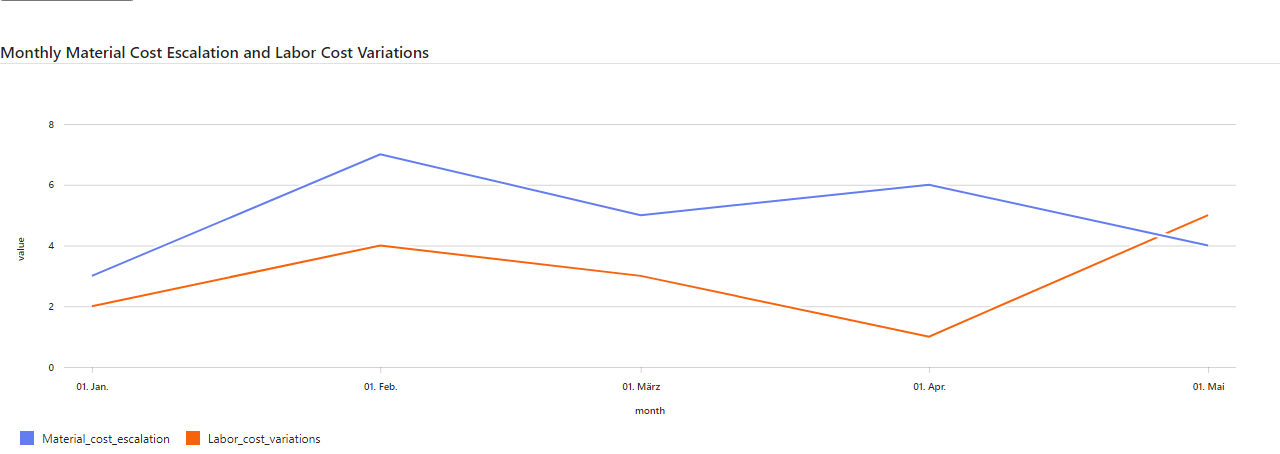 Monthly Material Cost Escalation and Labor Cost Variations
8
6
4
2
0
value
01. Jan.
01. Feb.
01. März
01. Apr.
01. Mai
month
Material_cost_escalation
Labor_cost_variations